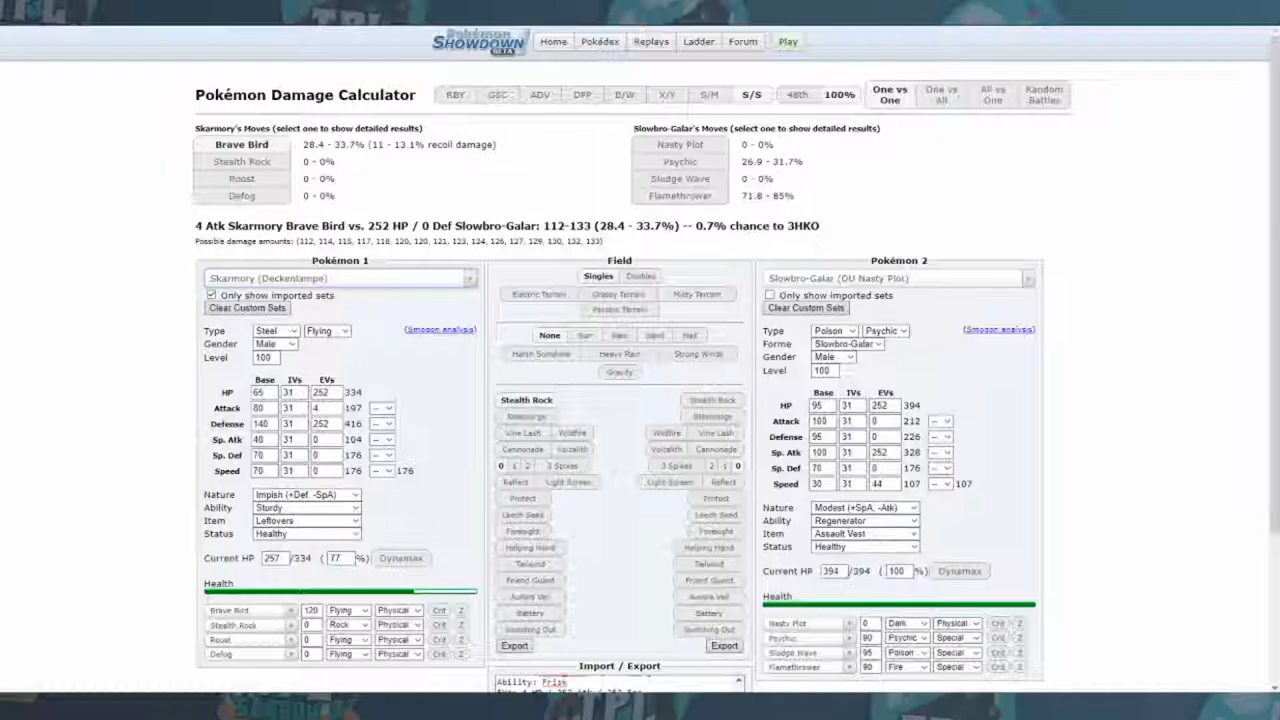 Pokémon SHOWDOWN BETA Home Pokédex Replays Ladder Forum Play
Pokémon Damage Calculator RBY GSC ADV DPP B/W X/Y S/M S/S 48th 100% One vs One One vs All All vs One Random Battles
Skarmory's Moves (select one to show detailed results)
Brave Bird 28.4 - 33.7% (11 - 13.1% recoil damage)
Stealth Rock 0 - 0%
Roost 0 - 0%
Defog 0 - 0%
Slowbro-Galar's Moves (select one to show detailed results)
Nasty Plot 0 - 0%
Psychic 26.9 - 31.7%
Sludge Wave 0 - 0%
Flamethrower 71.8 - 85%
4 Atk Skarmory Brave Bird vs. 252 HP / 0 Def Slowbro-Galar: 112-133 (28.4 - 33.7%) -- 0.7% chance to 3HKO
Possible damage amounts: (112, 114, 115, 117, 118, 120, 120, 121, 123, 124, 126, 127, 129, 130, 132, 133)
Pokémon 1
Skarmory (Deckenlampe)
Only show imported sets
Clear Custom Sets
Type Steel Flying (Smogon analysis)
Gender Male
Level 100
Base IVs EVs
HP 65 31 252 334
Attack 80 31 4 197 --
Defense 140 31 252 416 --
Sp. Atk 40 31 0 104 --
Sp. Def 70 31 0 176 --
Speed 70 31 0 176 -- 176
Nature Impish (+Def, -SpA)
Ability Sturdy
Item Leftovers
Status Healthy
Current HP 257 /334 ( 77 %) Dynamax
Health
Brave Bird 120 Flying Physical Crit Z
Stealth Rock 0 Rock Physical Crit Z
Roost 0 Flying Physical Crit Z
Defog 0 Flying Physical Crit Z
Field
Singles Doubles
Electric Terrain Grassy Terrain Misty Terrain
Psychic Terrain
None Sun Rain Sand Hail
Harsh Sunshine Heavy Rain Strong Winds
Gravity
Stealth Rock Stealth Rock
Steelsurge Steelsurge
Vine Lash Wildfire Wildfire Vine Lash
Cannonade Volcalith Volcalith Cannonade
0 1 2 3 Spikes 3 Spikes 2 1 0
Reflect Light Screen Light Screen Reflect
Protect Protect
Leech Seed Leech Seed
Foresight Foresight
Helping Hand Helping Hand
Tailwind Tailwind
Friend Guard Friend Guard
Aurora Veil Aurora Veil
Battery Battery
Switching Out Switching Out
Export Export
Import / Export
Ability: Frisk
Pokémon 2
Slowbro-Galar (OU Nasty Plot)
Only show imported sets
Clear Custom Sets
Type Poison Psychic (Smogon analysis)
Forme Slowbro-Galar
Gender Male
Level 100
Base IVs EVs
HP 95 31 252 394
Attack 100 31 0 212 --
Defense 95 31 0 226 --
Sp. Atk 100 31 252 328 --
Sp. Def 70 31 0 176 --
Speed 30 31 44 107 -- 107
Nature Modest (+SpA, -Atk)
Ability Regenerator
Item Assault Vest
Status Healthy
Current HP 394 /394 ( 100 %) Dynamax
Health
Nasty Plot 0 Dark Physical Crit Z
Psychic 90 Psychic Special Crit Z
Sludge Wave 95 Poison Special Crit Z
Flamethrower 90 Fire Special Crit Z
TPL TPL